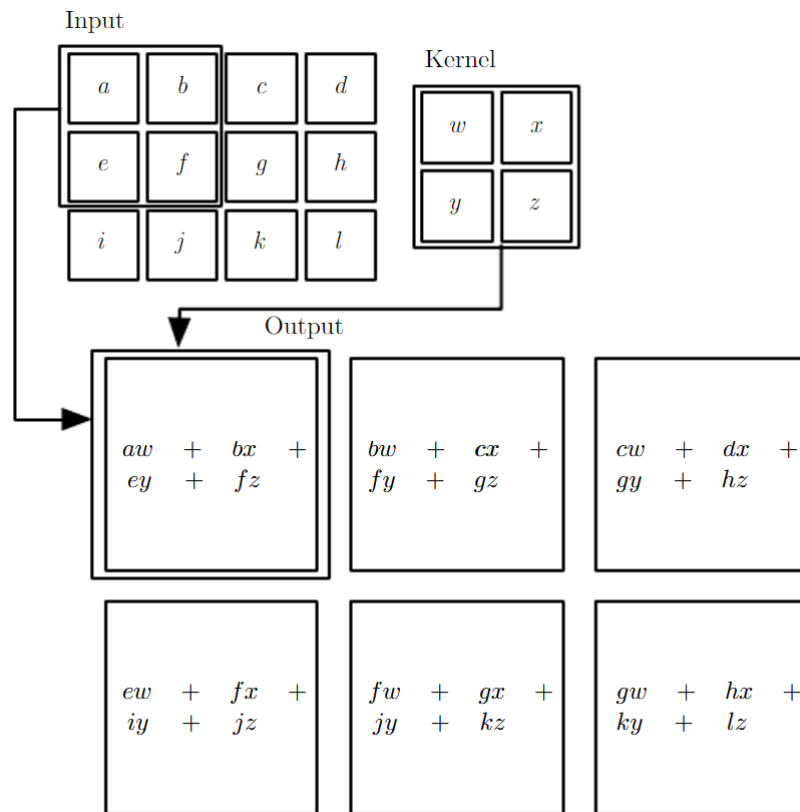 Input
Kernel
a b c d
e f g h
i j k l
w x
y z
Output
aw + bx +
ey + fz
bw + cx +
fy + gz
cw + dx +
gy + hz
ew + fx +
iy + jz
fw + gx +
jy + kz
gw + hx +
ky + lz